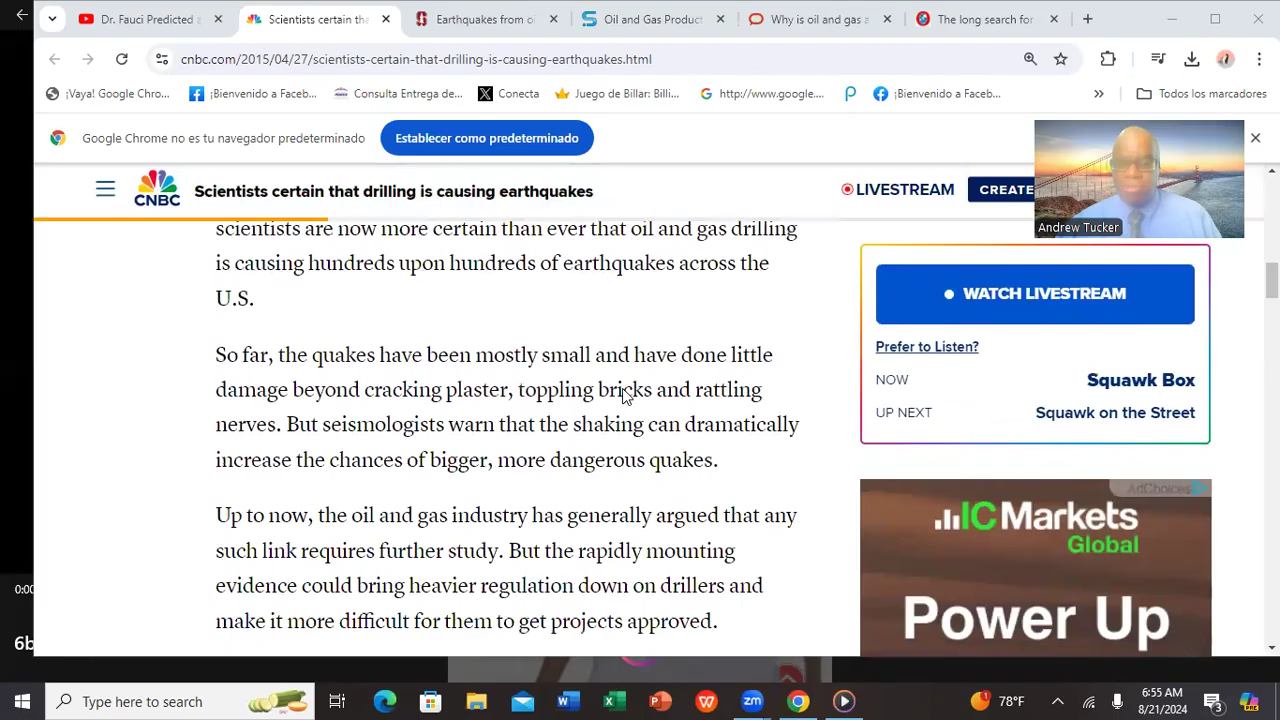 Dr. Fauci Predicted a
Scientists certain tha
Earthquakes from oi
Oil and Gas Product
Why is oil and gas a
The long search for
cnbc.com/2015/04/27/scientists-certain-that-drilling-is-causing-earthquakes.html
¡Vaya! Google Chro...
¡Bienvenido a Faceb...
Consulta Entrega de...
Conecta
Juego de Billar: Billi...
http://www.google....
¡Bienvenido a Faceb...
»
Todos los marcadores
Google Chrome no es tu navegador predeterminado
Establecer como predeterminado
CNBC
Scientists certain that drilling is causing earthquakes
LIVESTREAM
CREATE
Andrew Tucker
scientists are now more certain than ever that oil and gas drilling
is causing hundreds upon hundreds of earthquakes across the
U.S.
So far, the quakes have been mostly small and have done little
damage beyond cracking plaster, toppling bricks and rattling
nerves. But seismologists warn that the shaking can dramatically
increase the chances of bigger, more dangerous quakes.
Up to now, the oil and gas industry has generally argued that any
such link requires further study. But the rapidly mounting
evidence could bring heavier regulation down on drillers and
make it more difficult for them to get projects approved.
WATCH LIVESTREAM
Prefer to Listen?
NOW
Squawk Box
UP NEXT
Squawk on the Street
AdChoices
IC Markets
Global
Power Up
0:00
6b
Type here to search
zm
78°F
6:55 AM
8/21/2024
3